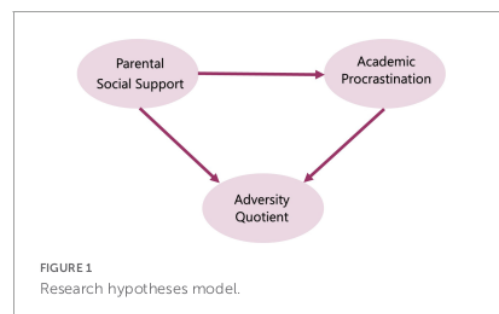 Parental
Social Support
Academic
Procrastination
Adversity
Quotient
FIGURE 1
Research hypotheses model.